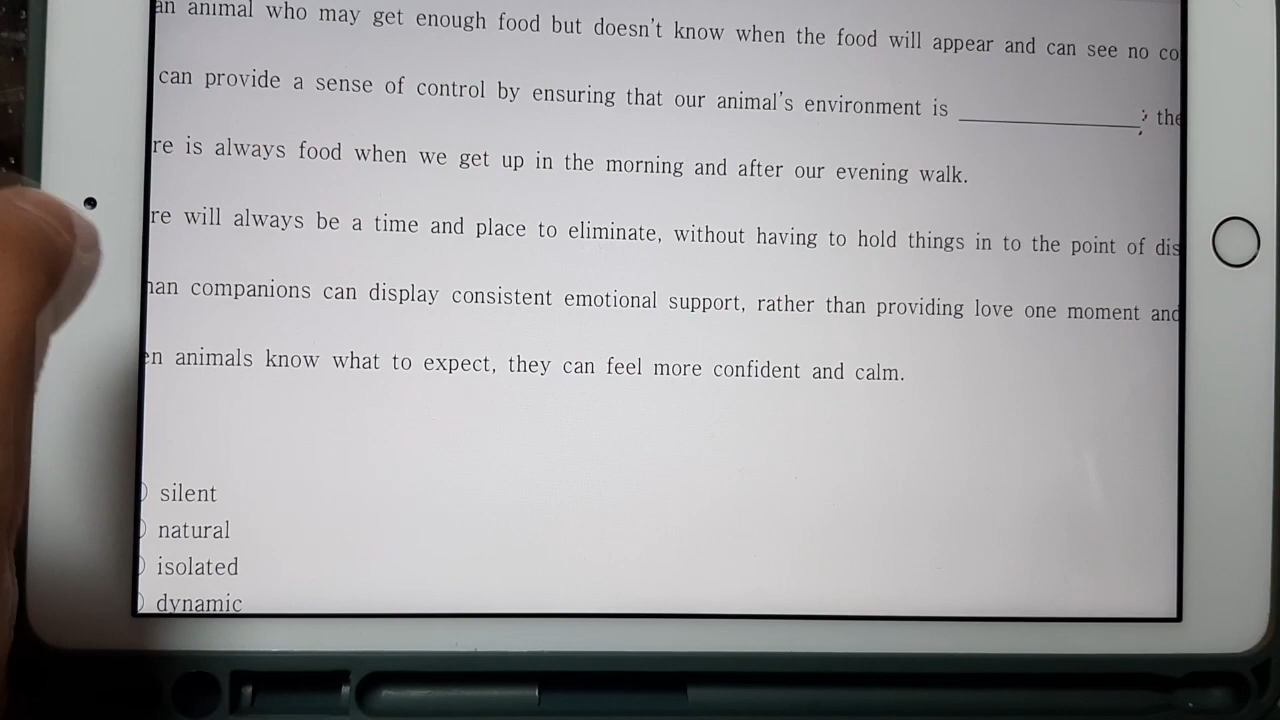 an animal who may get enough food but doesn't know when the food will appear and can see no co
can provide a sense of control by ensuring that our animal's environment is ____________; the
re is always food when we get up in the morning and after our evening walk.
re will always be a time and place to eliminate, without having to hold things in to the point of dis
an companions can display consistent emotional support, rather than providing love one moment and
en animals know what to expect, they can feel more confident and calm.
silent
natural
isolated
dynamic